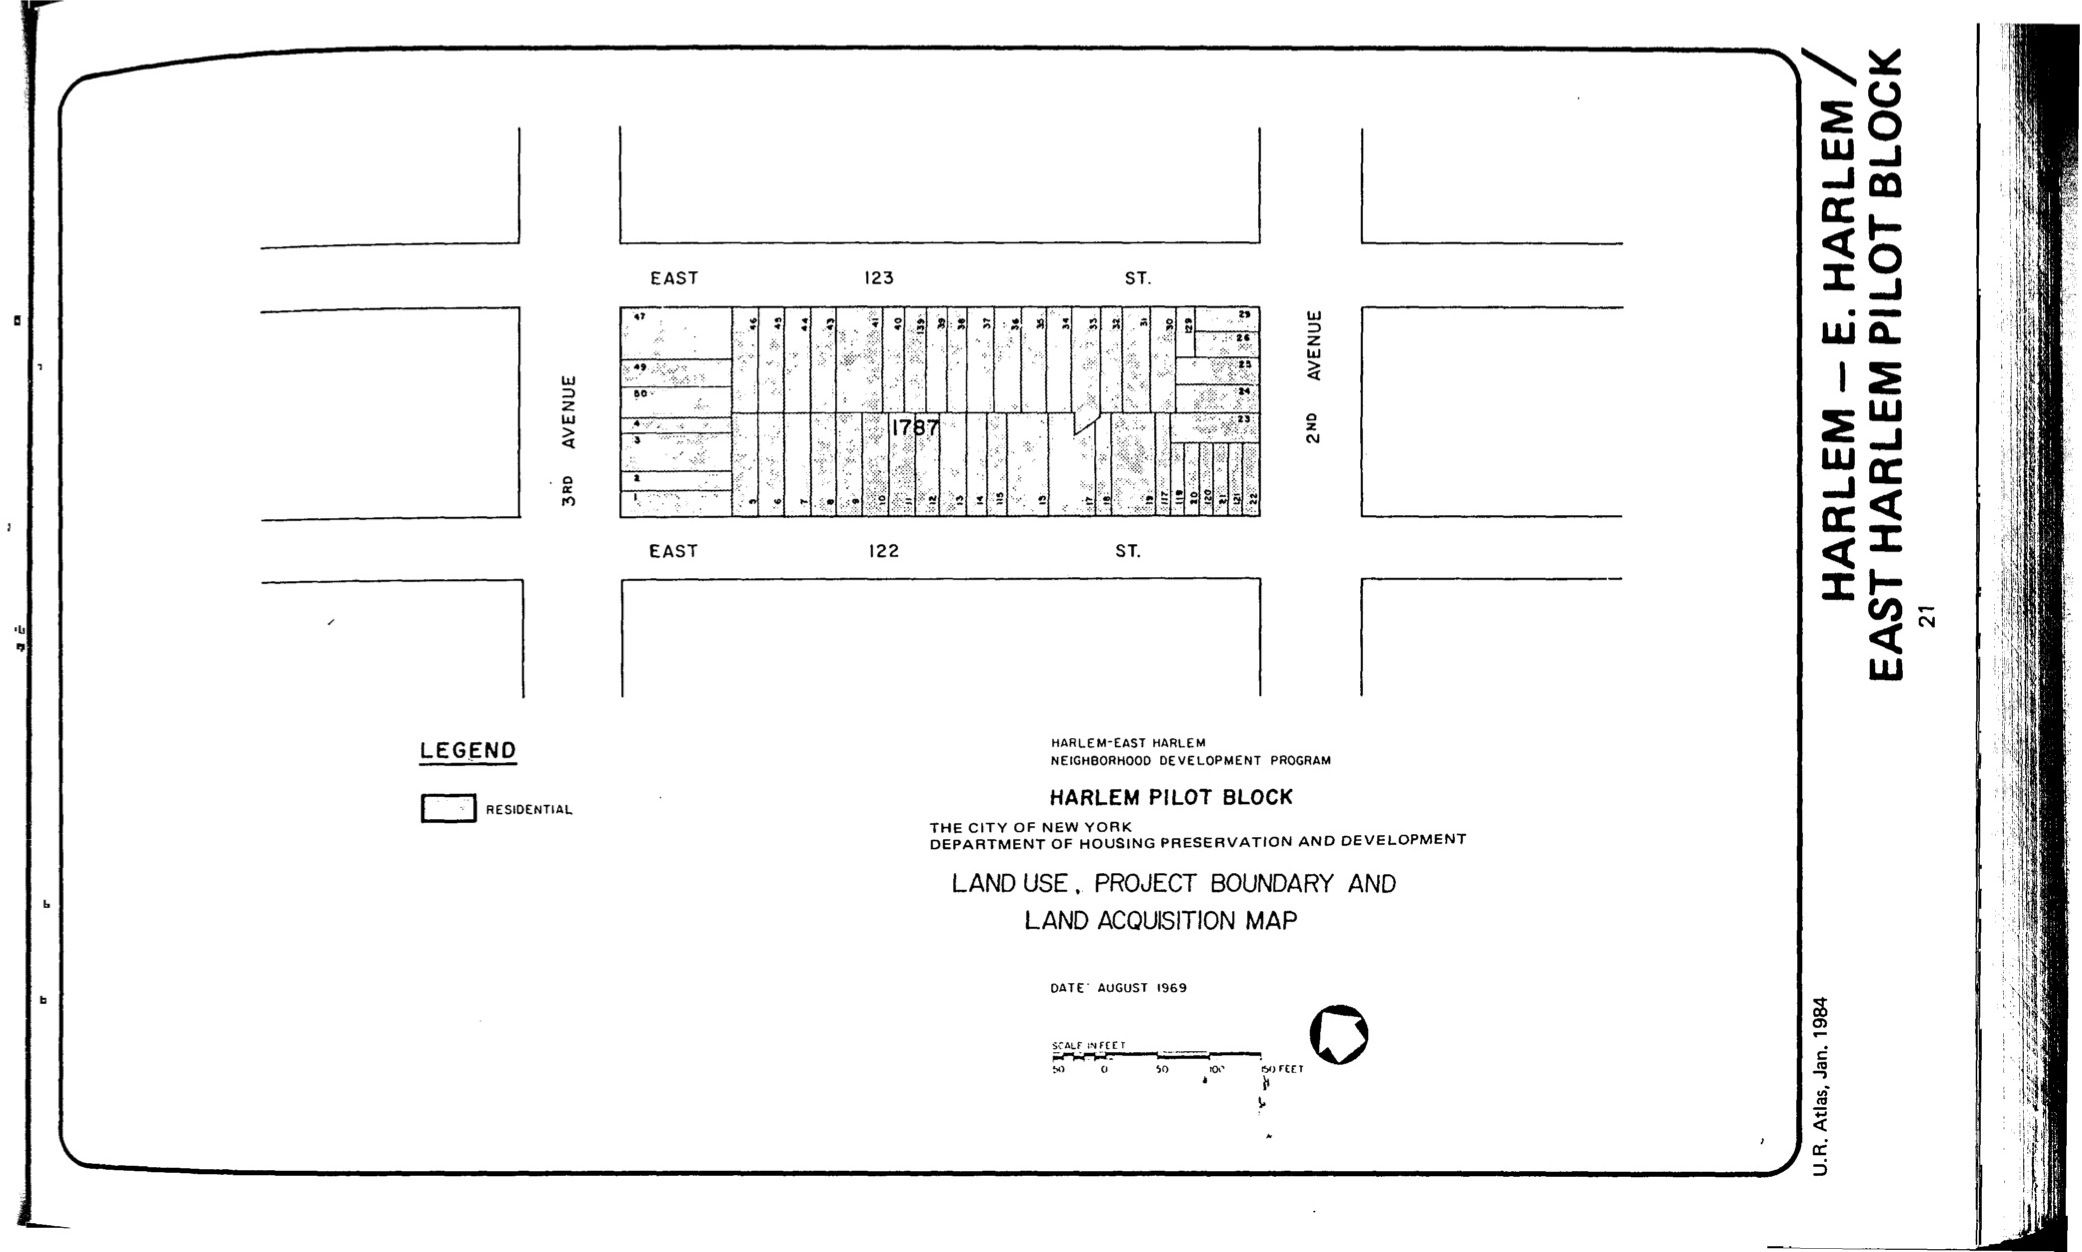 HARLEM — E. HARLEM /
EAST HARLEM PILOT BLOCK
21
EAST 123 ST.
3RD AVENUE
2ND AVENUE
47
49
50
4
3
2
1
46 45 44 43 41 40 139 39 38 37 36 35 34 33 32 31 30 129
29
26
25
24
23
1787
5 6 7 8 9 10 11 12 13 14 115 15 17 18 19 117 119 20 120 21 121 22
EAST 122 ST.
LEGEND
RESIDENTIAL
HARLEM-EAST HARLEM
NEIGHBORHOOD DEVELOPMENT PROGRAM
HARLEM PILOT BLOCK
THE CITY OF NEW YORK
DEPARTMENT OF HOUSING PRESERVATION AND DEVELOPMENT
LAND USE, PROJECT BOUNDARY AND
LAND ACQUISITION MAP
DATE: AUGUST 1969
SCALE IN FEET
50 0 50 100 150 FEET
U.R. Atlas, Jan. 1984